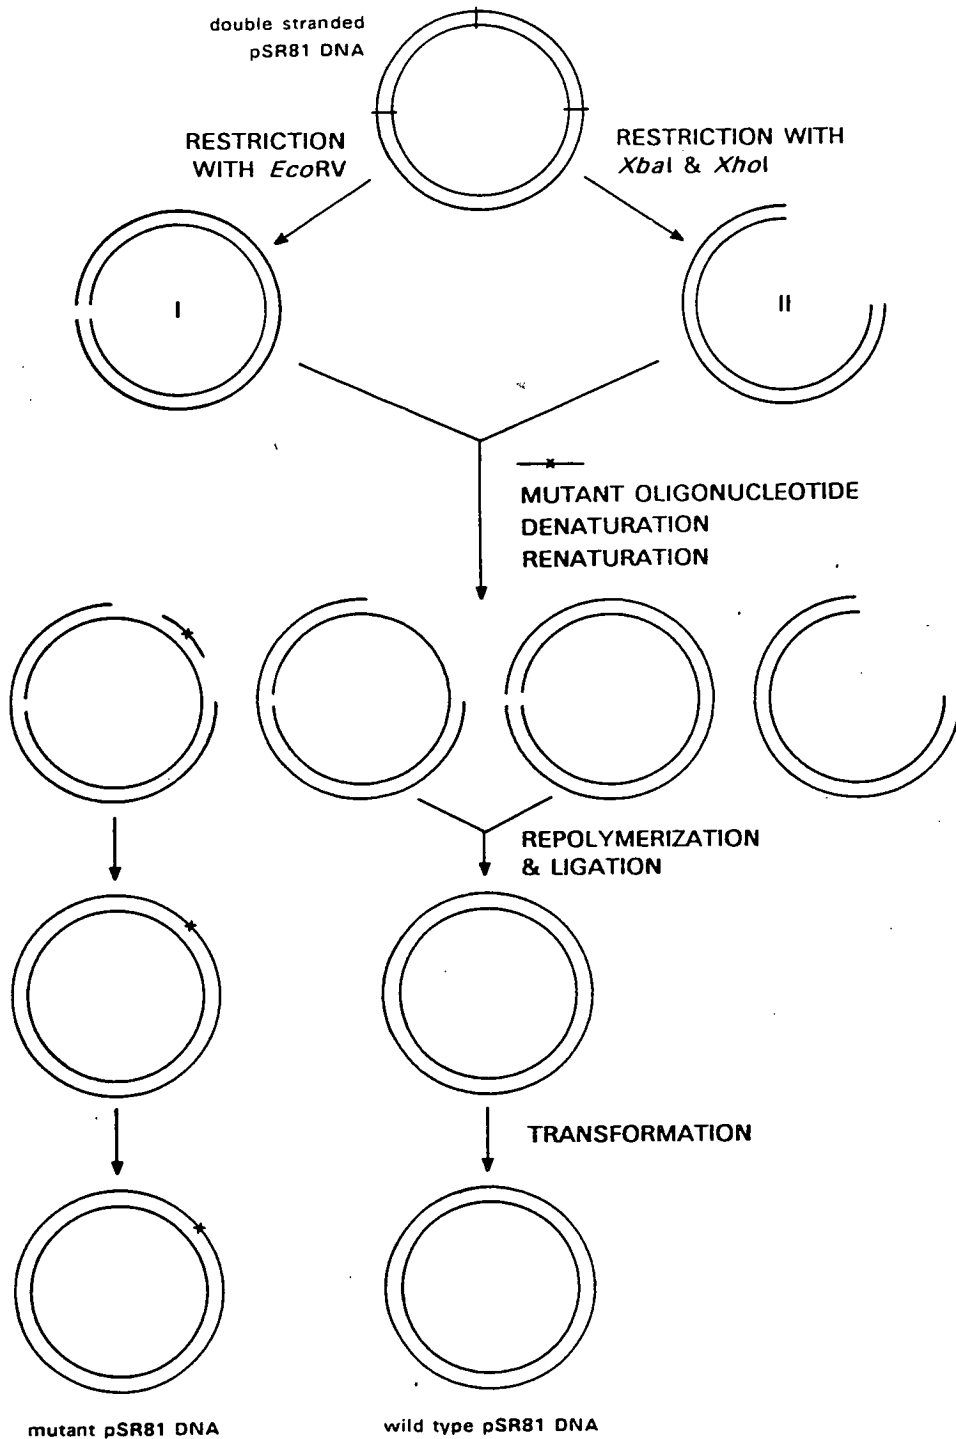 double stranded
pSR81 DNA
RESTRICTION
WITH EcoRV
RESTRICTION WITH
XbaI & XhoI
I
II
MUTANT OLIGONUCLEOTIDE
DENATURATION
RENATURATION
REPOLYMERIZATION
& LIGATION
TRANSFORMATION
mutant pSR81 DNA
wild type pSR81 DNA